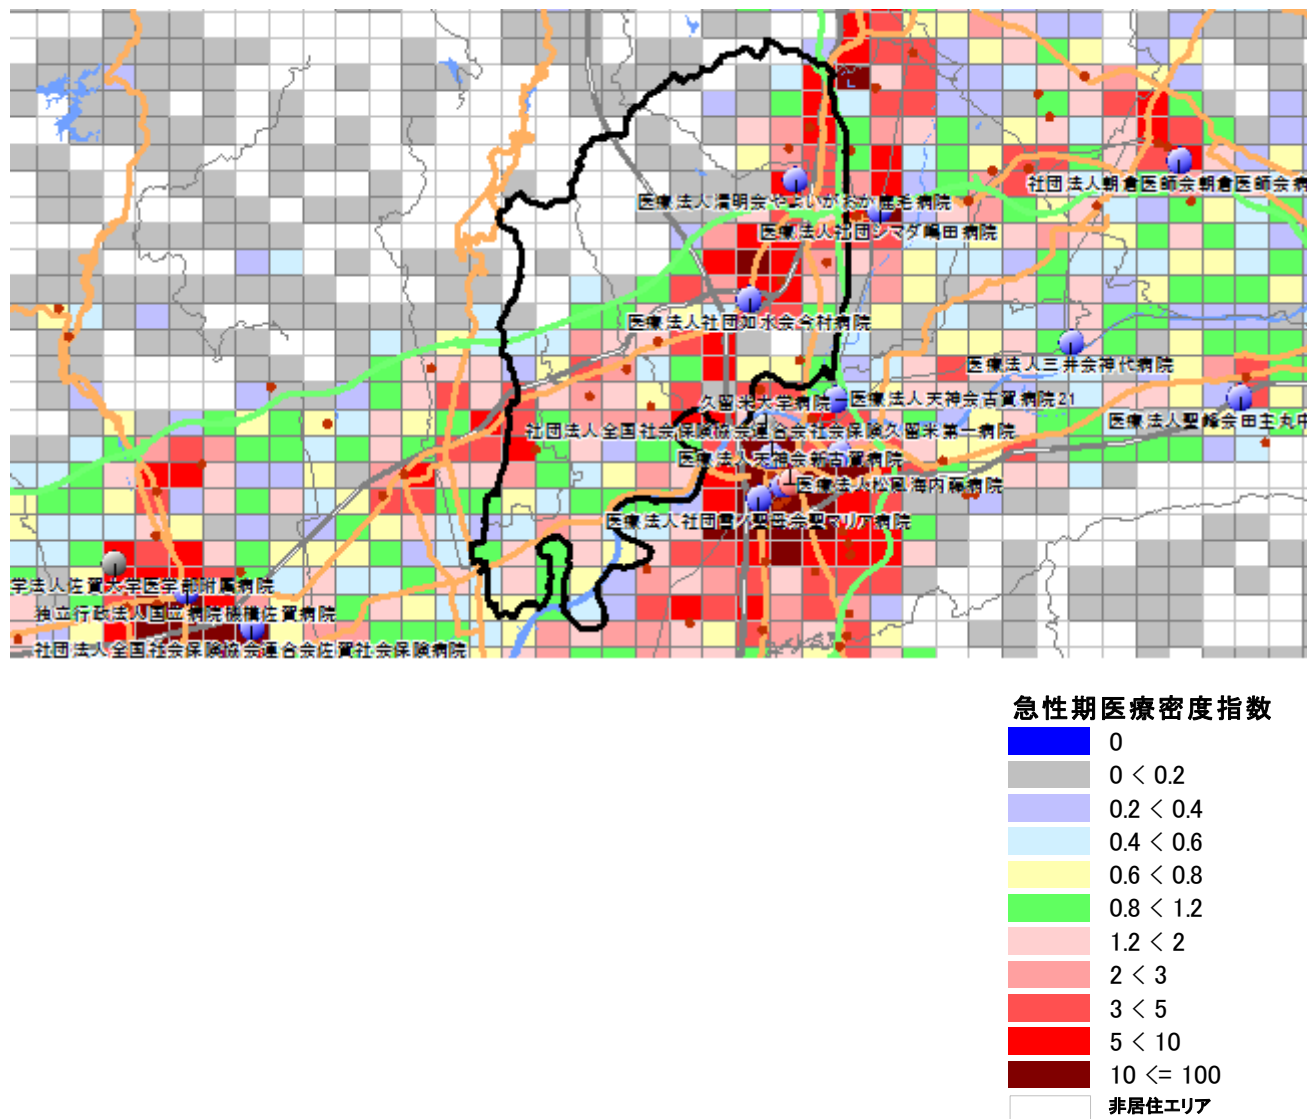 社団法人朝倉医師会朝倉医師会病
医療法人清明会やよいがおか鹿毛病院
医療法人社団シマダ嶋田病院
医療法人社団如水会今村病院
医療法人三井会神代病院
久留米大学病院
医療法人天神会古賀病院21
医療法人聖峰会田主丸中
社団法人全国社会保険協会連合会社会保険久留米第一病院
医療法人天神会新古賀病院
医療法人松風海内藤病院
医療法人社団雪ノ聖母会聖マリア病院
学法人佐賀大学医学部附属病院
独立行政法人国立病院機構佐賀病院
社団法人全国社会保険協会連合会佐賀社会保険病院
急性期医療密度指数
0
0 < 0.2
0.2 < 0.4
0.4 < 0.6
0.6 < 0.8
0.8 < 1.2
1.2 < 2
2 < 3
3 < 5
5 < 10
10 <= 100
非居住エリア